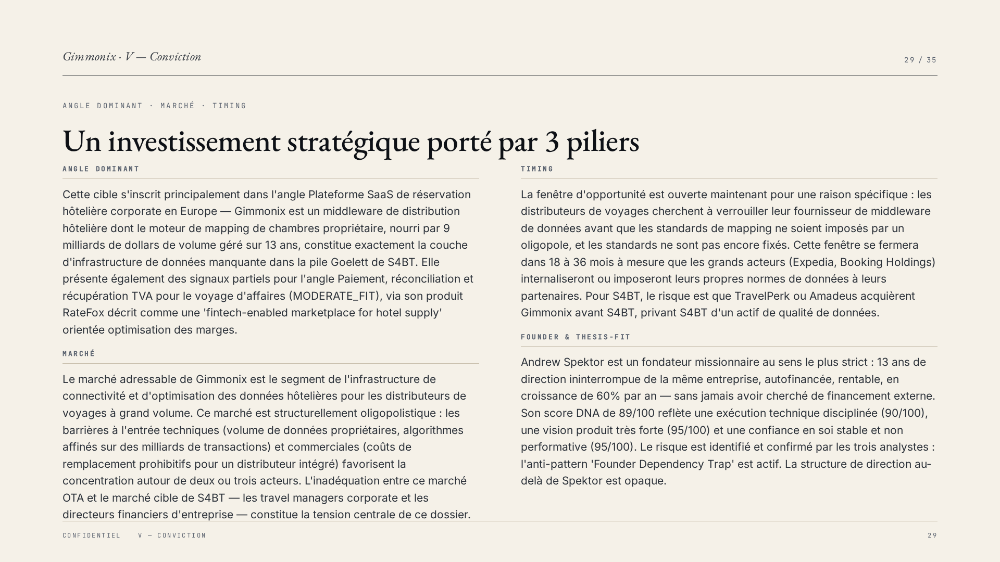 Gimmonix · V — Conviction
29 / 35
ANGLE DOMINANT · MARCHÉ · TIMING
Un investissement stratégique porté par 3 piliers
ANGLE DOMINANT
Cette cible s'inscrit principalement dans l'angle Plateforme SaaS de réservation
hôtelière corporate en Europe — Gimmonix est un middleware de distribution
hôtelière dont le moteur de mapping de chambres propriétaire, nourri par 9
milliards de dollars de volume géré sur 13 ans, constitue exactement la couche
d'infrastructure de données manquante dans la pile Goelett de S4BT. Elle
présente également des signaux partiels pour l'angle Paiement, réconciliation et
récupération TVA pour le voyage d'affaires (MODERATE_FIT), via son produit
RateFox décrit comme une 'fintech-enabled marketplace for hotel supply'
orientée optimisation des marges.
MARCHÉ
Le marché adressable de Gimmonix est le segment de l'infrastructure de
connectivité et d'optimisation des données hôtelières pour les distributeurs de
voyages à grand volume. Ce marché est structurellement oligopolistique : les
barrières à l'entrée techniques (volume de données propriétaires, algorithmes
affinés sur des milliards de transactions) et commerciales (coûts de
remplacement prohibitifs pour un distributeur intégré) favorisent la
concentration autour de deux ou trois acteurs. L'inadéquation entre ce marché
OTA et le marché cible de S4BT — les travel managers corporate et les
directeurs financiers d'entreprise — constitue la tension centrale de ce dossier.
TIMING
La fenêtre d'opportunité est ouverte maintenant pour une raison spécifique : les
distributeurs de voyages cherchent à verrouiller leur fournisseur de middleware
de données avant que les standards de mapping ne soient imposés par un
oligopole, et les standards ne sont pas encore fixés. Cette fenêtre se fermera
dans 18 à 36 mois à mesure que les grands acteurs (Expedia, Booking Holdings)
internaliseront ou imposeront leurs propres normes de données à leurs
partenaires. Pour S4BT, le risque est que TravelPerk ou Amadeus acquièrent
Gimmonix avant S4BT, privant S4BT d'un actif de qualité de données.
FOUNDER & THESIS-FIT
Andrew Spektor est un fondateur missionnaire au sens le plus strict : 13 ans de
direction ininterrompue de la même entreprise, autofinancée, rentable, en
croissance de 60% par an — sans jamais avoir cherché de financement externe.
Son score DNA de 89/100 reflète une exécution technique disciplinée (90/100),
une vision produit très forte (95/100) et une confiance en soi stable et non
performative (95/100). Le risque est identifié et confirmé par les trois analystes :
l'anti-pattern 'Founder Dependency Trap' est actif. La structure de direction au-
delà de Spektor est opaque.
CONFIDENTIEL V — CONVICTION
29